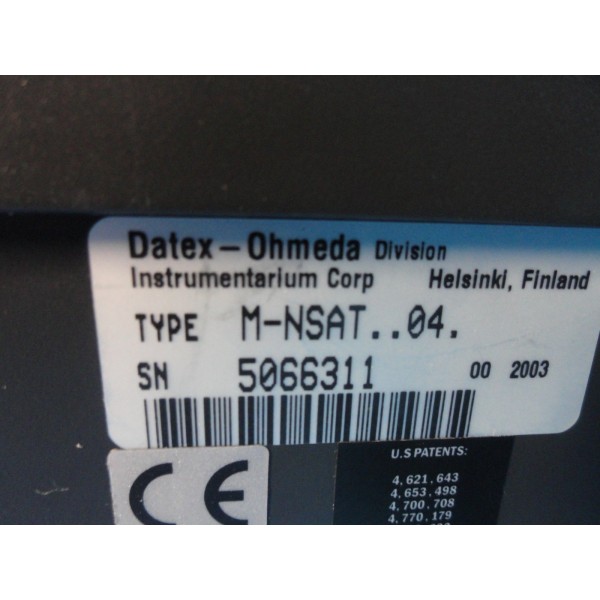 Datex-Ohmeda Division
Instrumentarium Corp Helsinki, Finland
TYPE M-NSAT..04.
SN 5066311 00 2003
CE
U.S PATENTS:
4,621,643
4,653,498
4,700,708
4,770,179